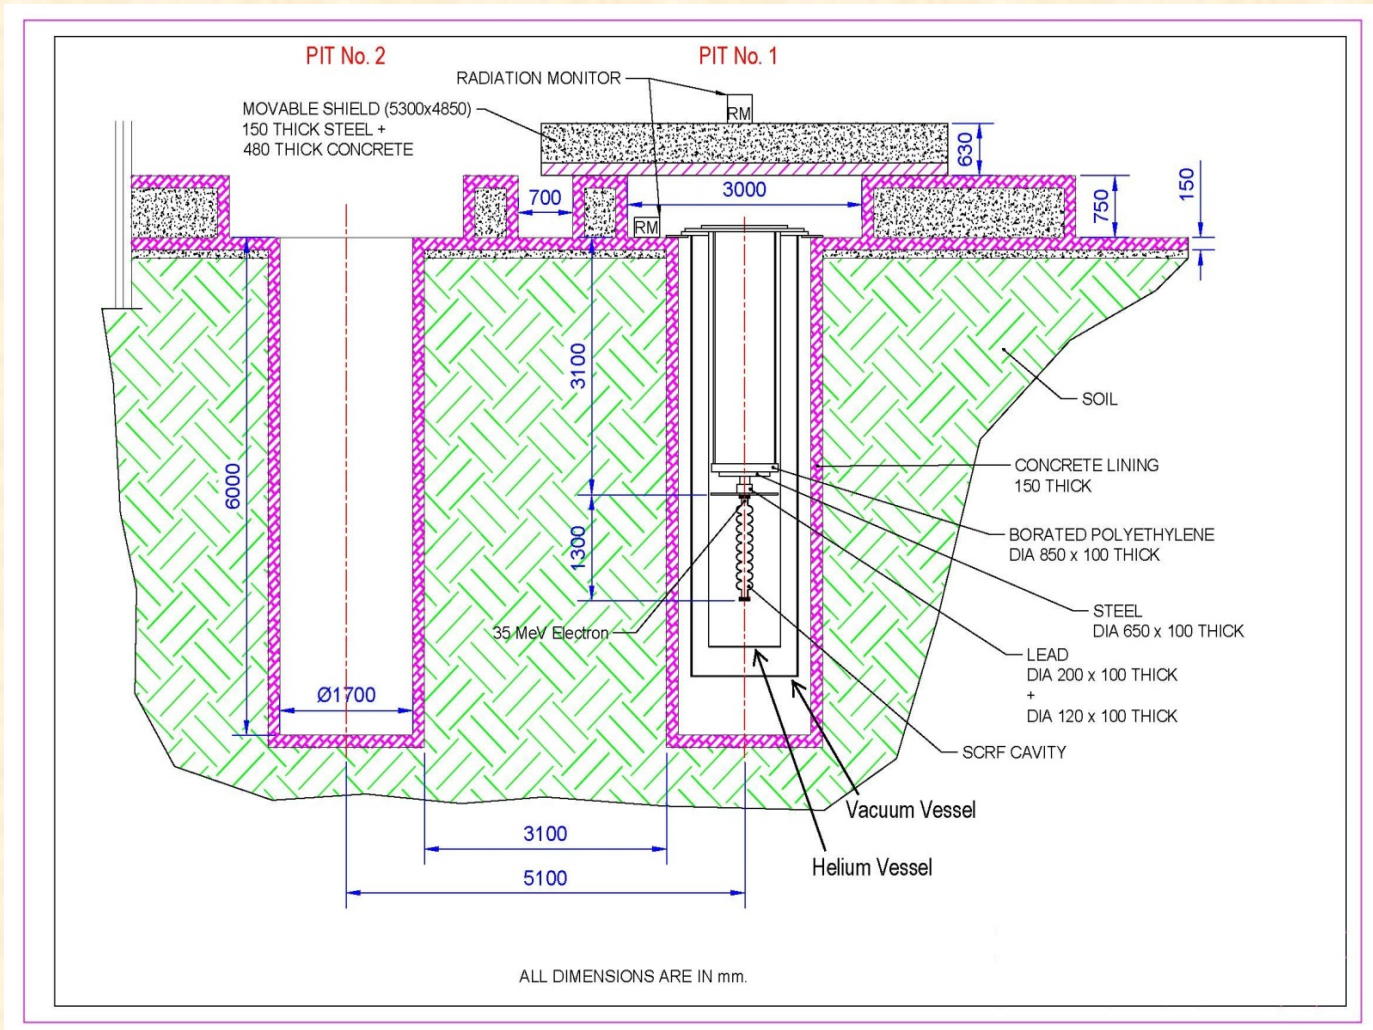 PIT No. 2
PIT No. 1
RADIATION MONITOR
MOVABLE SHIELD (5300x4850)
150 THICK STEEL +
480 THICK CONCRETE
RM
630
150
750
700
3000
RM
3100
6000
1300
SOIL
CONCRETE LINING
150 THICK
BORATED POLYETHYLENE
DIA 850 x 100 THICK
STEEL
DIA 650 x 100 THICK
35 MeV Electron
LEAD
DIA 200 x 100 THICK
+
DIA 120 x 100 THICK
Ø1700
SCRF CAVITY
Vacuum Vessel
Helium Vessel
3100
5100
ALL DIMENSIONS ARE IN mm.